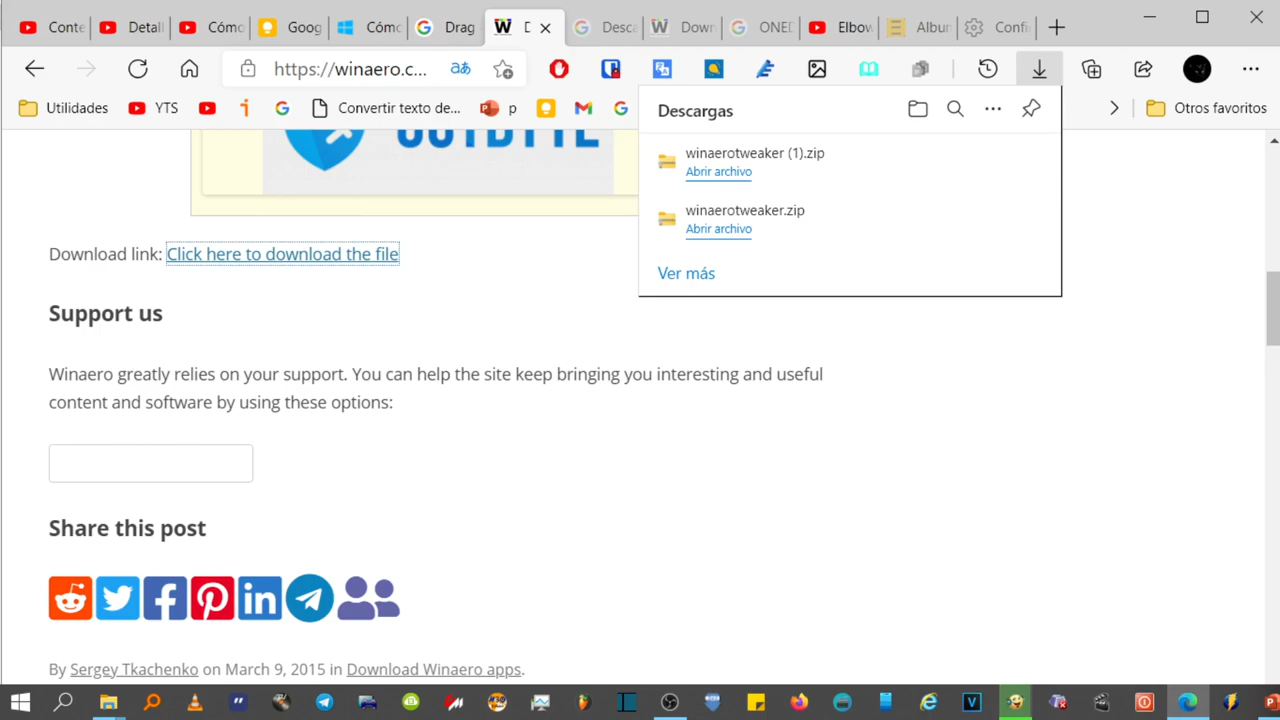 Conte
Detall
Cómo
Goog
Cómo
Drag
D
Desca
Down
ONED
Elbow
Album
Confi
https://winaero.c...
Utilidades
YTS
Convertir texto de...
p
Otros favoritos
Descargas
winaerotweaker (1).zip
Abrir archivo
winaerotweaker.zip
Abrir archivo
Ver más
Download link: Click here to download the file
Support us
Winaero greatly relies on your support. You can help the site keep bringing you interesting and useful
content and software by using these options:
Share this post
By Sergey Tkachenko on March 9, 2015 in Download Winaero apps.